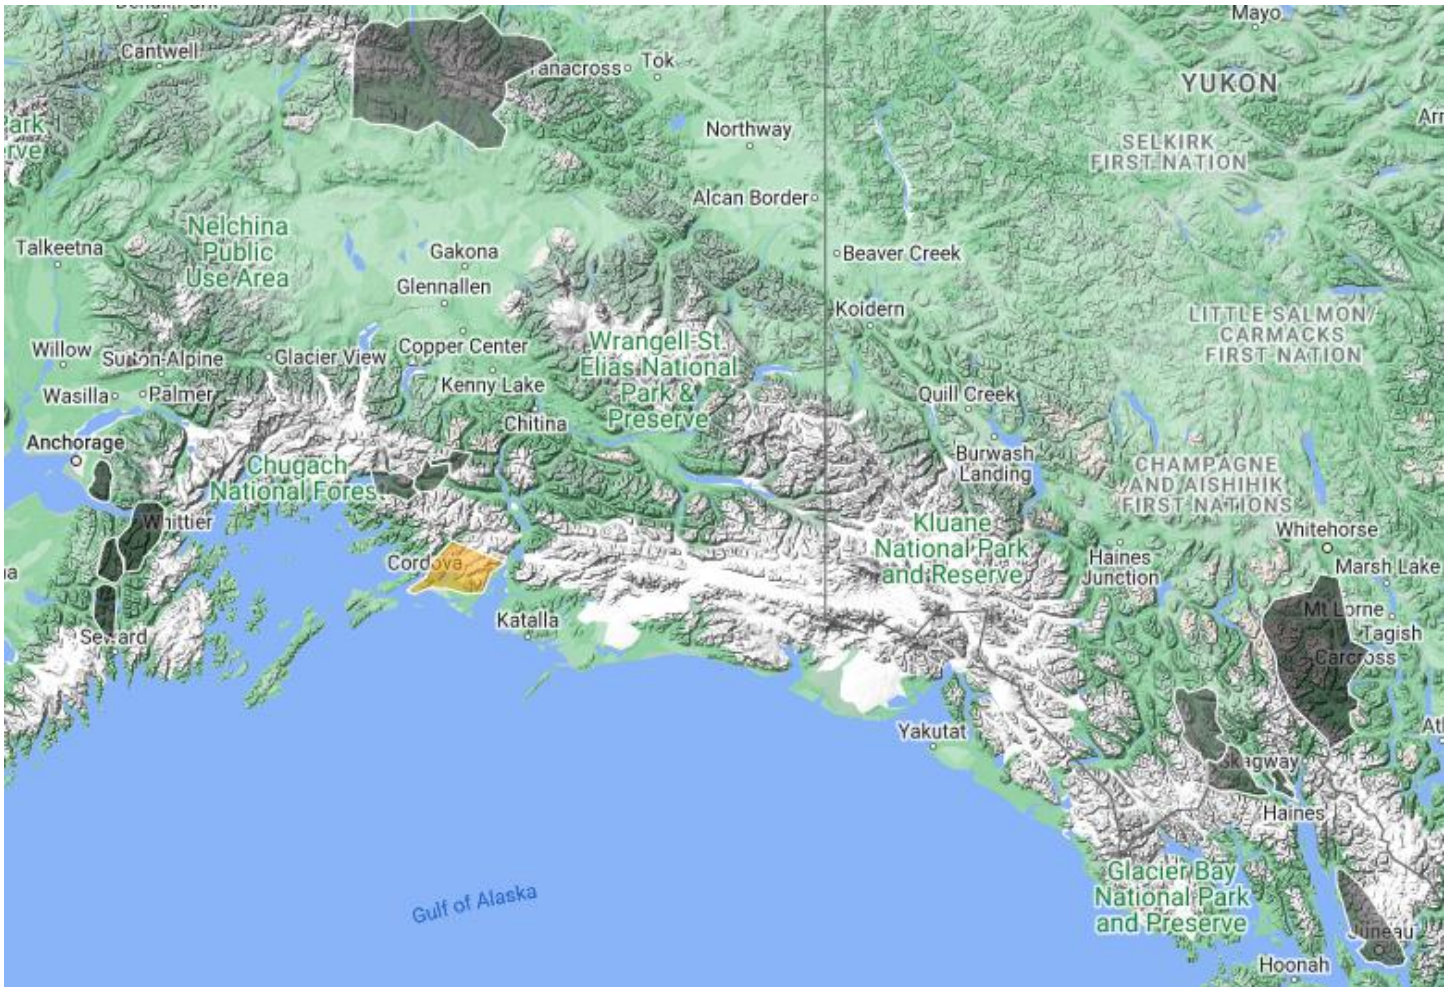 Mayo
Cantwell
YUKON
Tanacross
Tok
Northway
SELKIRK
FIRST NATION
Alcan Border
Nelchina
Public
Use Area
Talkeetna
Gakona
Beaver Creek
Glennallen
Koidern
LITTLE SALMON/
CARMACKS
FIRST NATION
Willow
Sutton-Alpine
Glacier View
Copper Center
Wrangell-St.
Elias National
Park &
Preserve
Wasilla
Palmer
Kenny Lake
Quill Creek
Chitina
Anchorage
Burwash
Landing
Chugach
National Fores
CHAMPAGNE
AND AISHIHIK
FIRST NATIONS
Whittier
Kluane
National Park
and Reserve
Whitehorse
Cordova
Haines
Junction
Marsh Lake
Katalla
Mt Lorne
Seward
Tagish
Carcross
Yakutat
Skagway
Haines
Glacier Bay
National Park
and Preserve
Gulf of Alaska
Juneau
Hoonah